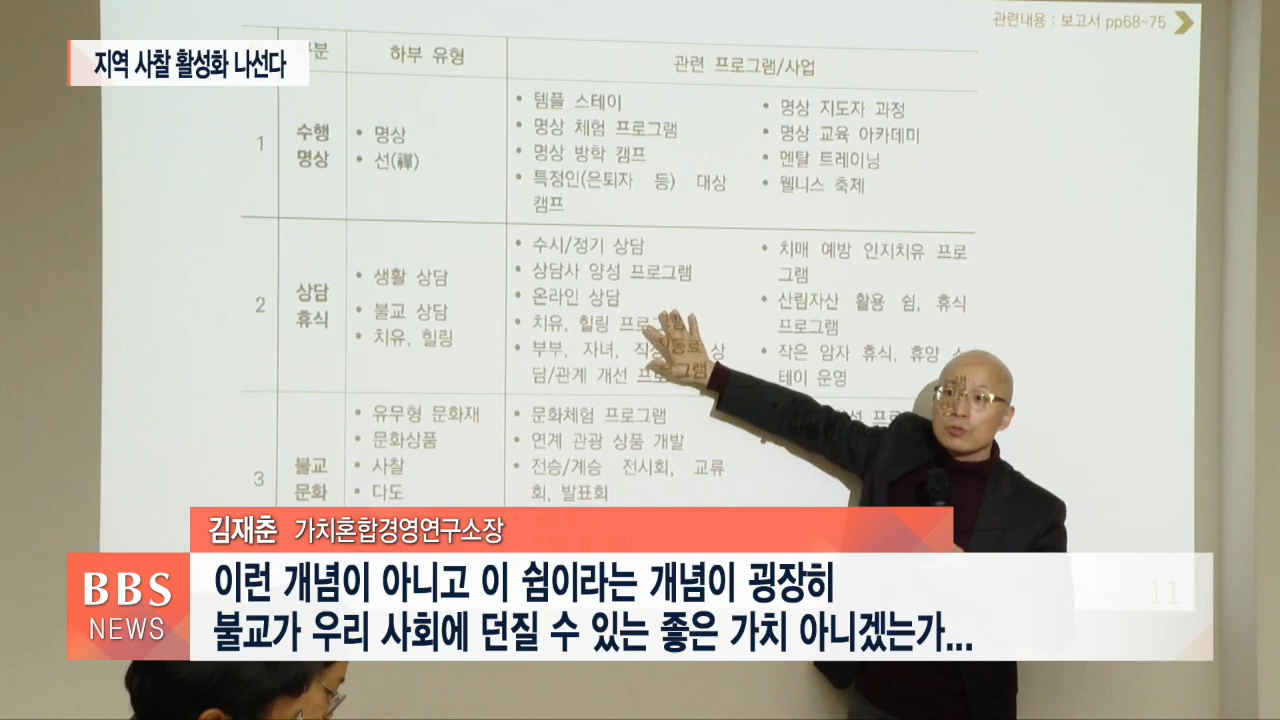 관련내용 : 보고서 pp68~75
지역 사찰 활성화 나선다
하부 유형
관련 프로그램/사업
1
수행
명상
• 명상
• 선(禪)
• 템플 스테이
• 명상 체험 프로그램
• 명상 방학 캠프
• 특정인(은퇴자 등) 대상
캠프
• 명상 지도자 과정
• 명상 교육 아카데미
• 멘탈 트레이닝
• 웰니스 축제
2
상담
휴식
• 생활 상담
• 불교 상담
• 치유, 힐링
• 수시/정기 상담
• 상담사 양성 프로그램
• 온라인 상담
• 치유, 힐링 프로그램
• 부부, 자녀, 직장동료 상
담/관계 개선 프로그램
• 치매 예방 인지치유 프로
그램
• 산림자산 활용 쉼, 휴식
프로그램
• 작은 암자 휴식, 휴양 스
테이 운영
3
불교
문화
• 유무형 문화재
• 문화상품
• 사찰
• 다도
• 문화체험 프로그램
• 연계 관광 상품 개발
• 전승/계승 전시회, 교류
회, 발표회
11
김재춘 가치혼합경영연구소장
BBS
NEWS
이런 개념이 아니고 이 쉼이라는 개념이 굉장히
불교가 우리 사회에 던질 수 있는 좋은 가치 아니겠는가...